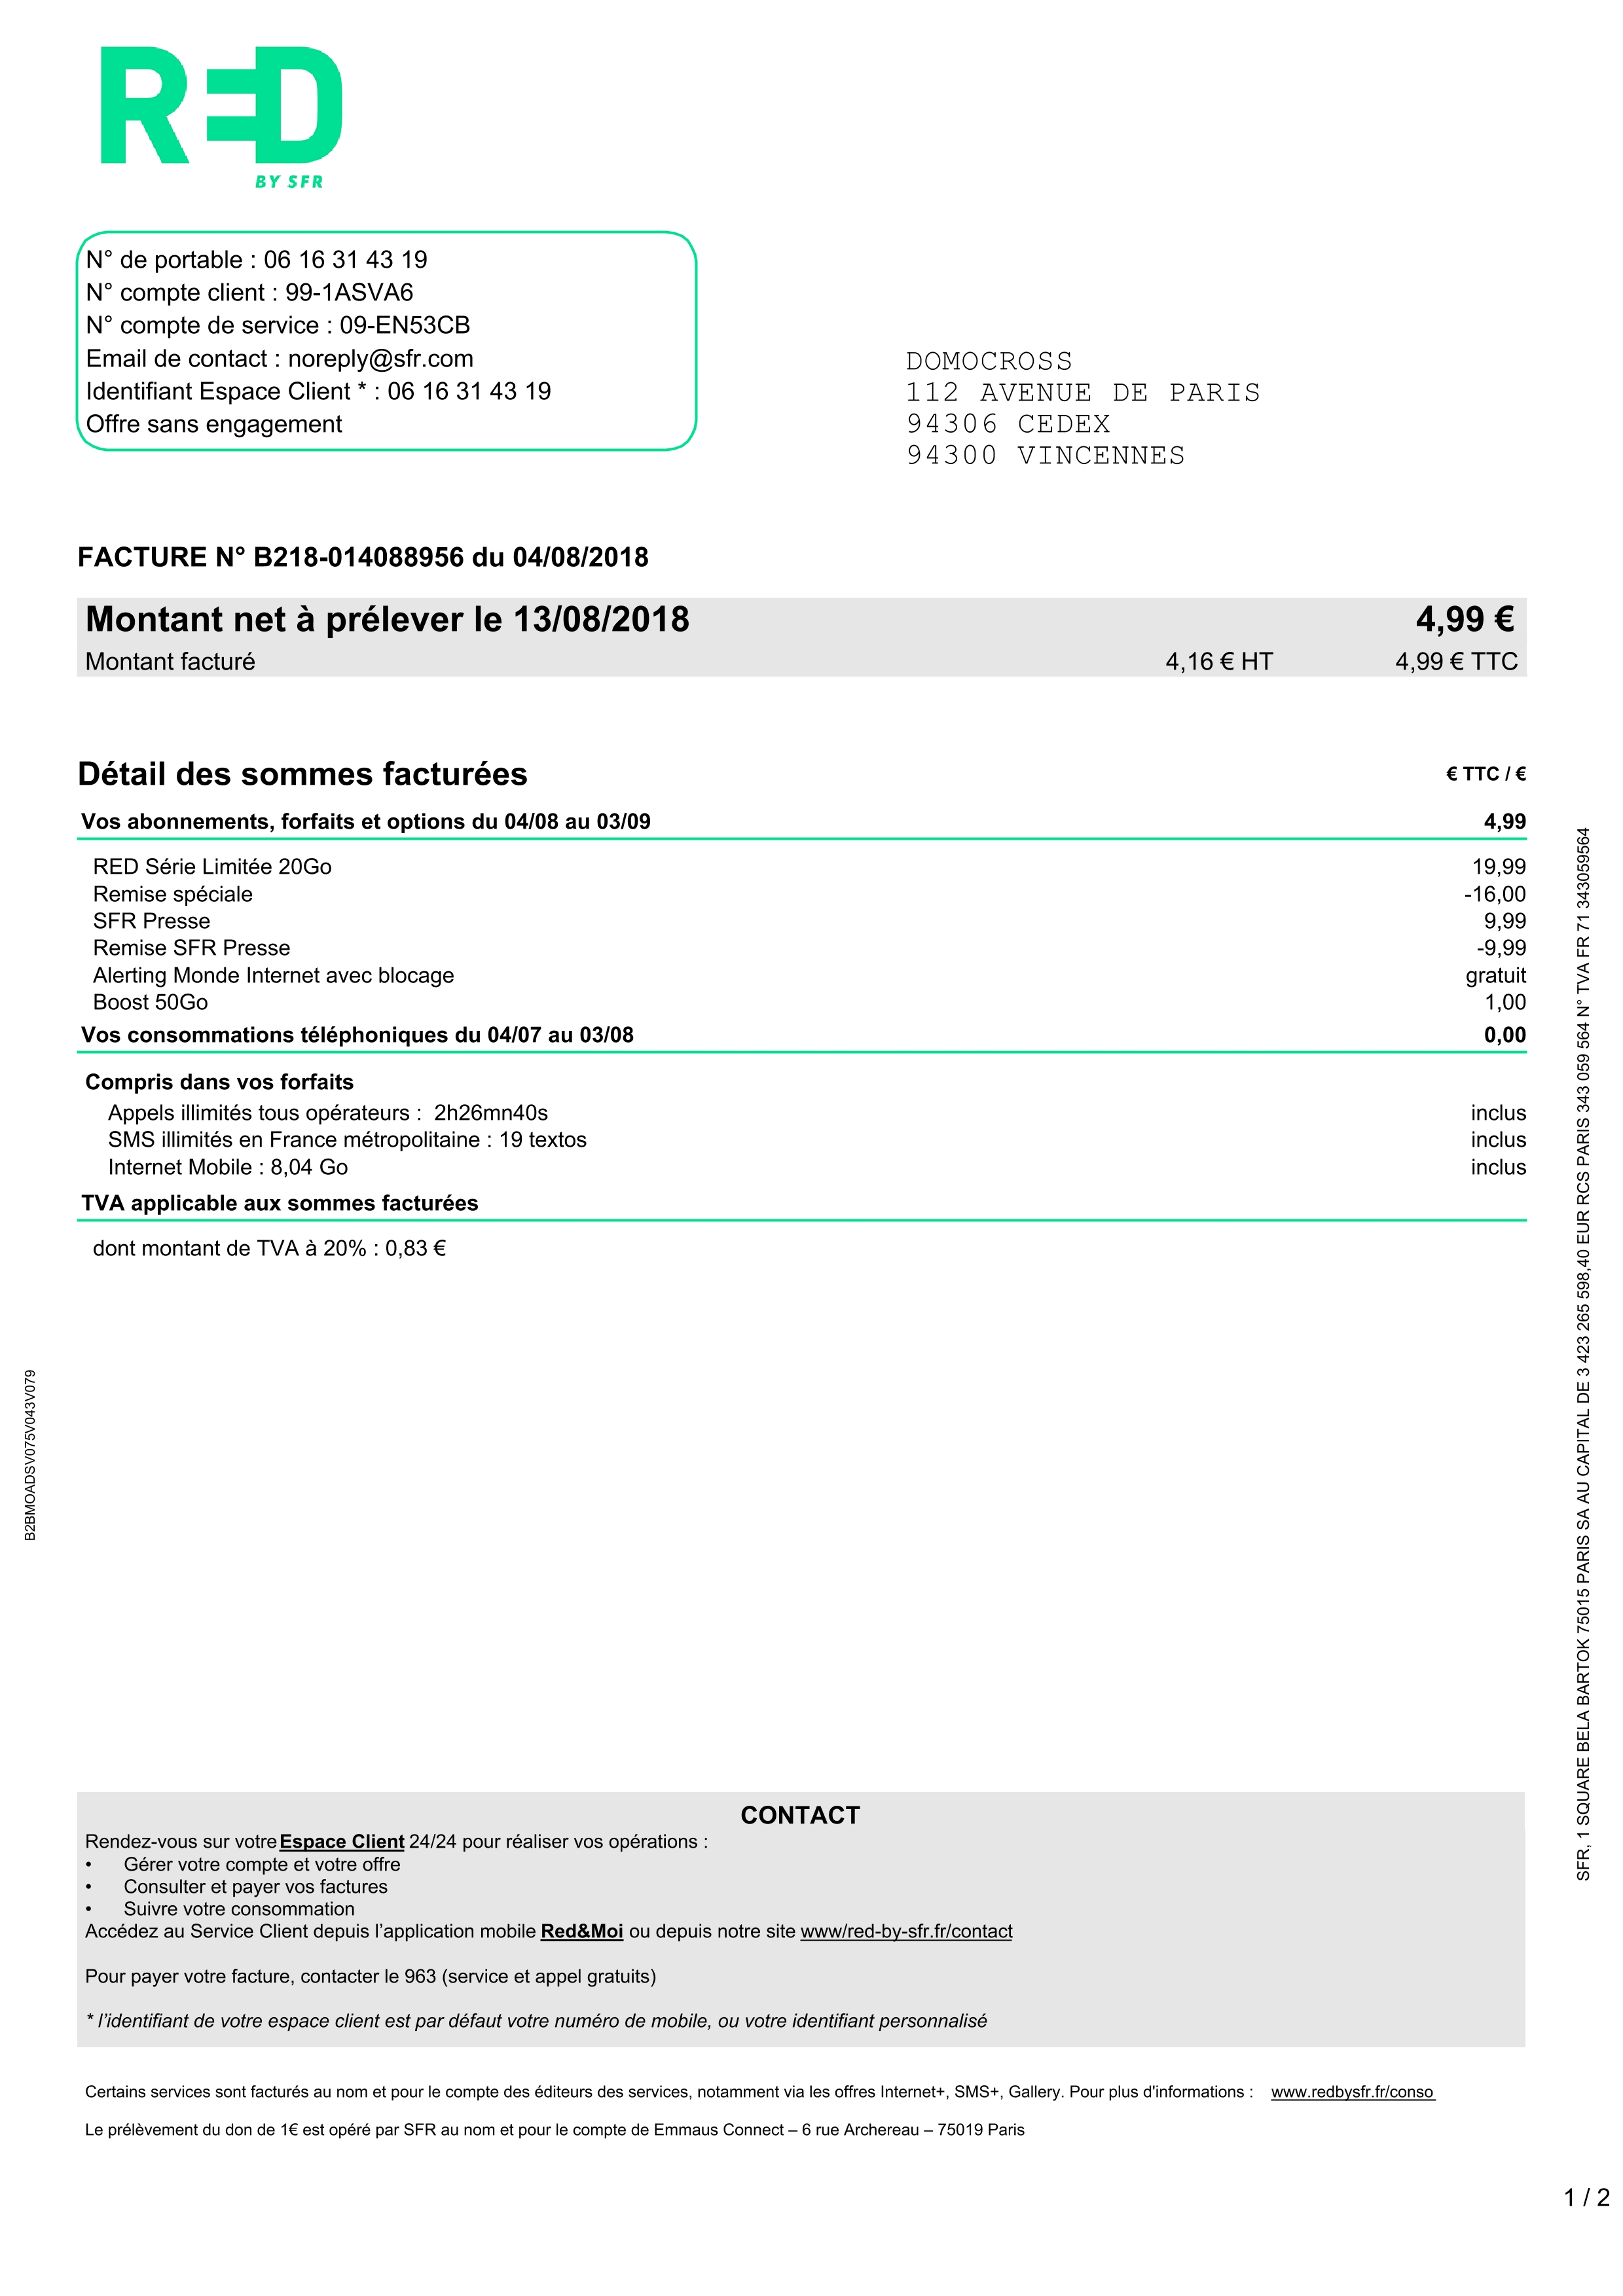 RED
BY SFR
N° de portable : 06 16 31 43 19
N° compte client : 99-1ASVA6
N° compte de service : 09-EN53CB
Email de contact : noreply@sfr.com
Identifiant Espace Client * : 06 16 31 43 19
Offre sans engagement
DOMOCROSS
112 AVENUE DE PARIS
94306 CEDEX
94300 VINCENNES
FACTURE N° B218-014088956 du 04/08/2018
Montant net à prélever le 13/08/2018 4,99 €
Montant facturé 4,16 € HT 4,99 € TTC
Détail des sommes facturées € TTC / €
Vos abonnements, forfaits et options du 04/08 au 03/09 4,99
RED Série Limitée 20Go 19,99
Remise spéciale -16,00
SFR Presse 9,99
Remise SFR Presse -9,99
Alerting Monde Internet avec blocage gratuit
Boost 50Go 1,00
Vos consommations téléphoniques du 04/07 au 03/08 0,00
Compris dans vos forfaits
Appels illimités tous opérateurs : 2h26mn40s inclus
SMS illimités en France métropolitaine : 19 textos inclus
Internet Mobile : 8,04 Go inclus
TVA applicable aux sommes facturées
dont montant de TVA à 20% : 0,83 €
B2BMOADSV075V043V079
SFR, 1 SQUARE BELA BARTOK 75015 PARIS SA AU CAPITAL DE 3 423 265 598,40 EUR RCS PARIS 343 059 564 N° TVA FR 71 343059564
CONTACT
Rendez-vous sur votre Espace Client 24/24 pour réaliser vos opérations :
• Gérer votre compte et votre offre
• Consulter et payer vos factures
• Suivre votre consommation
Accédez au Service Client depuis l’application mobile Red&Moi ou depuis notre site www/red-by-sfr.fr/contact
Pour payer votre facture, contacter le 963 (service et appel gratuits)
* l’identifiant de votre espace client est par défaut votre numéro de mobile, ou votre identifiant personnalisé
Certains services sont facturés au nom et pour le compte des éditeurs des services, notamment via les offres Internet+, SMS+, Gallery. Pour plus d'informations : www.redbysfr.fr/conso
Le prélèvement du don de 1€ est opéré par SFR au nom et pour le compte de Emmaus Connect – 6 rue Archereau – 75019 Paris
1 / 2